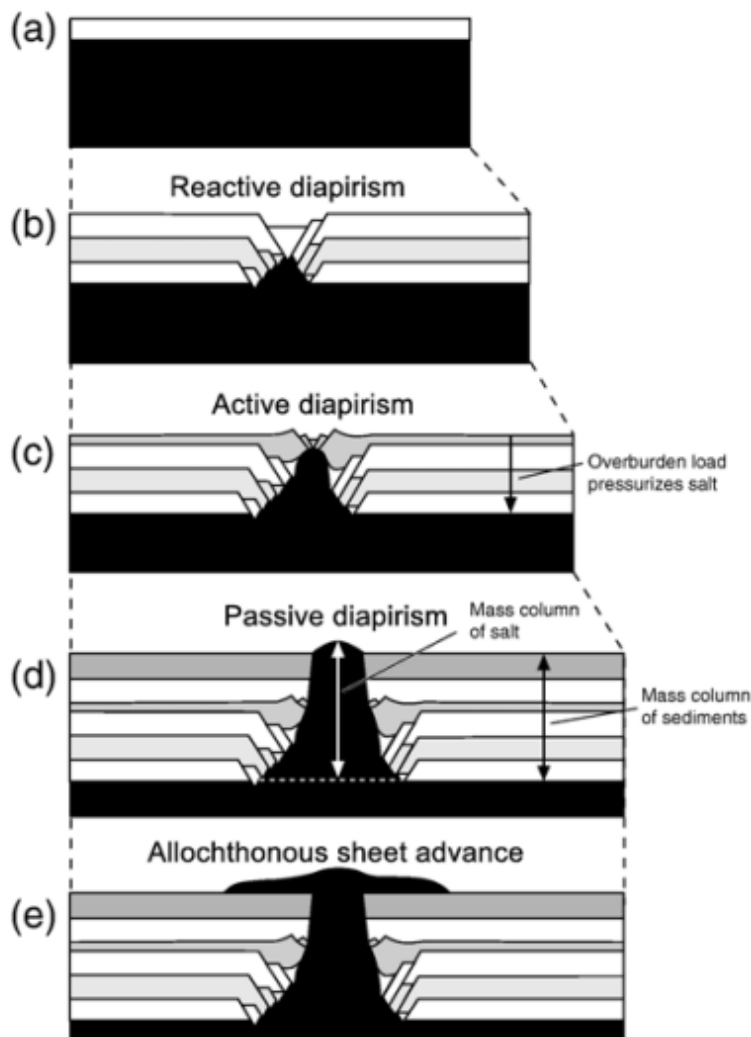 (a)
Reactive diapirism
(b)
Active diapirism
(c)
Overburden load
pressurizes salt
Passive diapirism
Mass column
of salt
(d)
Mass column
of sediments
Allochthonous sheet advance
(e)